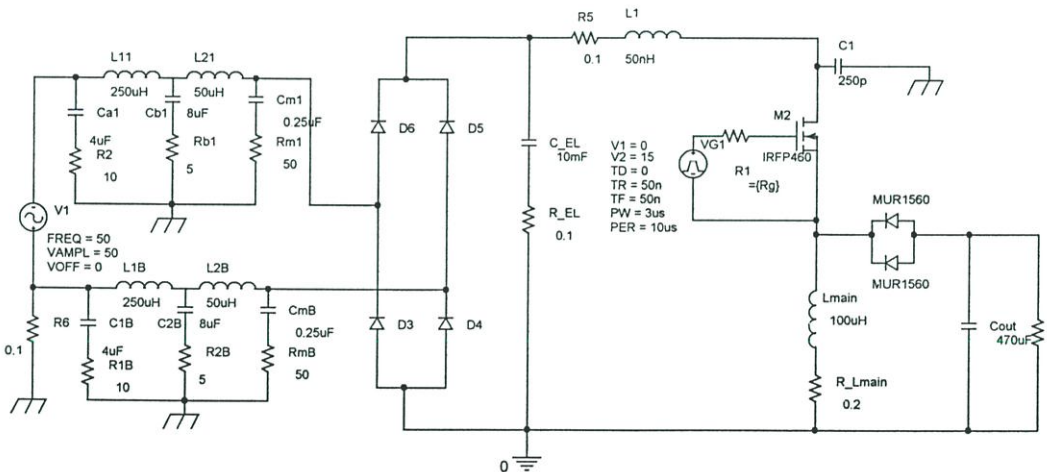 R5
L1
0.1
50nH
C1
250p
L11
L21
250uH
50uH
Ca1
Cb1
8uF
Cm1
0.25uF
4uF
R2
Rb1
Rm1
10
5
50
D6
D5
C_EL
10mF
V1 = 0
V2 = 15
TD = 0
TR = 50n
TF = 50n
PW = 3us
PER = 10us
VG1
R1
={Rg}
M2
IRFP460
V1
FREQ = 50
VAMPL = 50
VOFF = 0
R_EL
0.1
MUR1560
MUR1560
L1B
L2B
250uH
50uH
R6
C1B
C2B
8uF
CmB
0.25uF
0.1
4uF
R1B
R2B
RmB
10
5
50
D3
D4
Lmain
100uH
Cout
470uF
R_Lmain
0.2
0